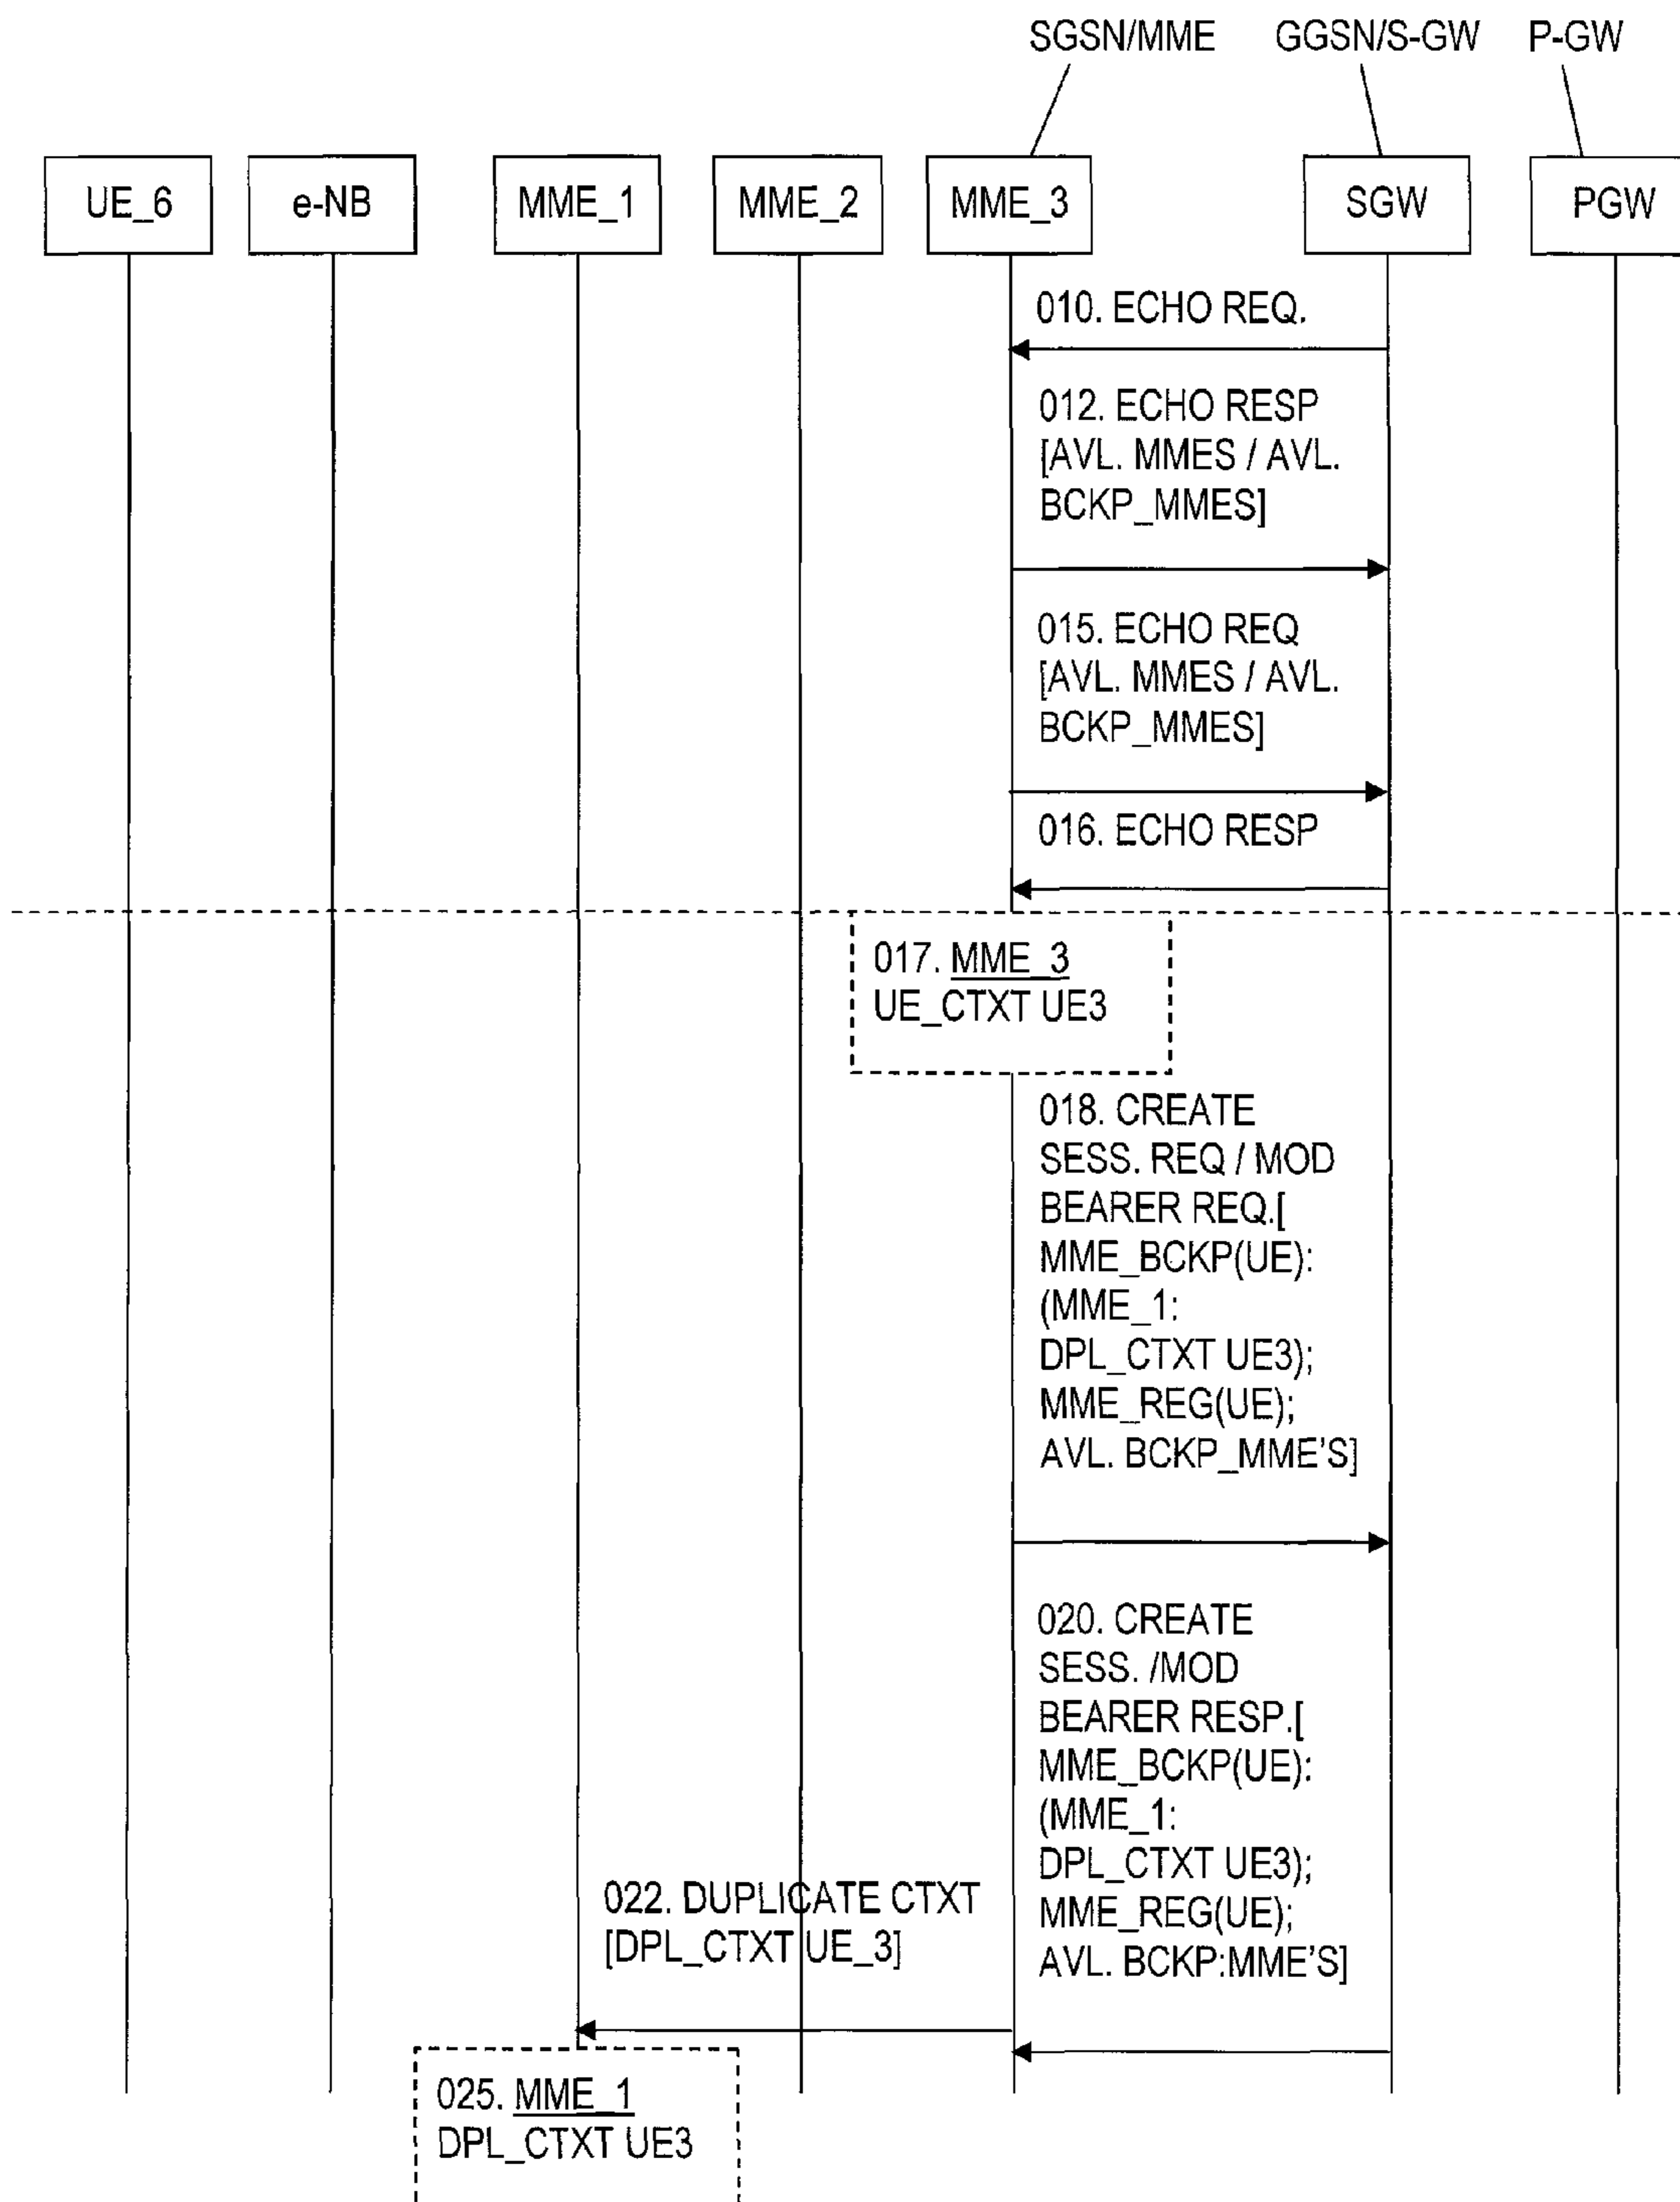 SGSN/MME GGSN/S-GW P-GW
UE_6 e-NB MME_1 MME_2 MME_3 SGW PGW
010. ECHO REQ.
012. ECHO RESP
[AVL. MMES / AVL.
BCKP_MMES]
015. ECHO REQ
[AVL. MMES / AVL.
BCKP_MMES]
016. ECHO RESP
017. MME_3
UE_CTXT UE3
018. CREATE
SESS. REQ / MOD
BEARER REQ.[
MME_BCKP(UE):
(MME_1:
DPL_CTXT UE3);
MME_REG(UE);
AVL. BCKP_MME'S]
020. CREATE
SESS. /MOD
BEARER RESP.[
MME_BCKP(UE):
(MME_1:
DPL_CTXT UE3);
MME_REG(UE);
AVL. BCKP:MME'S]
022. DUPLICATE CTXT
[DPL_CTXT UE_3]
025. MME_1
DPL_CTXT UE3